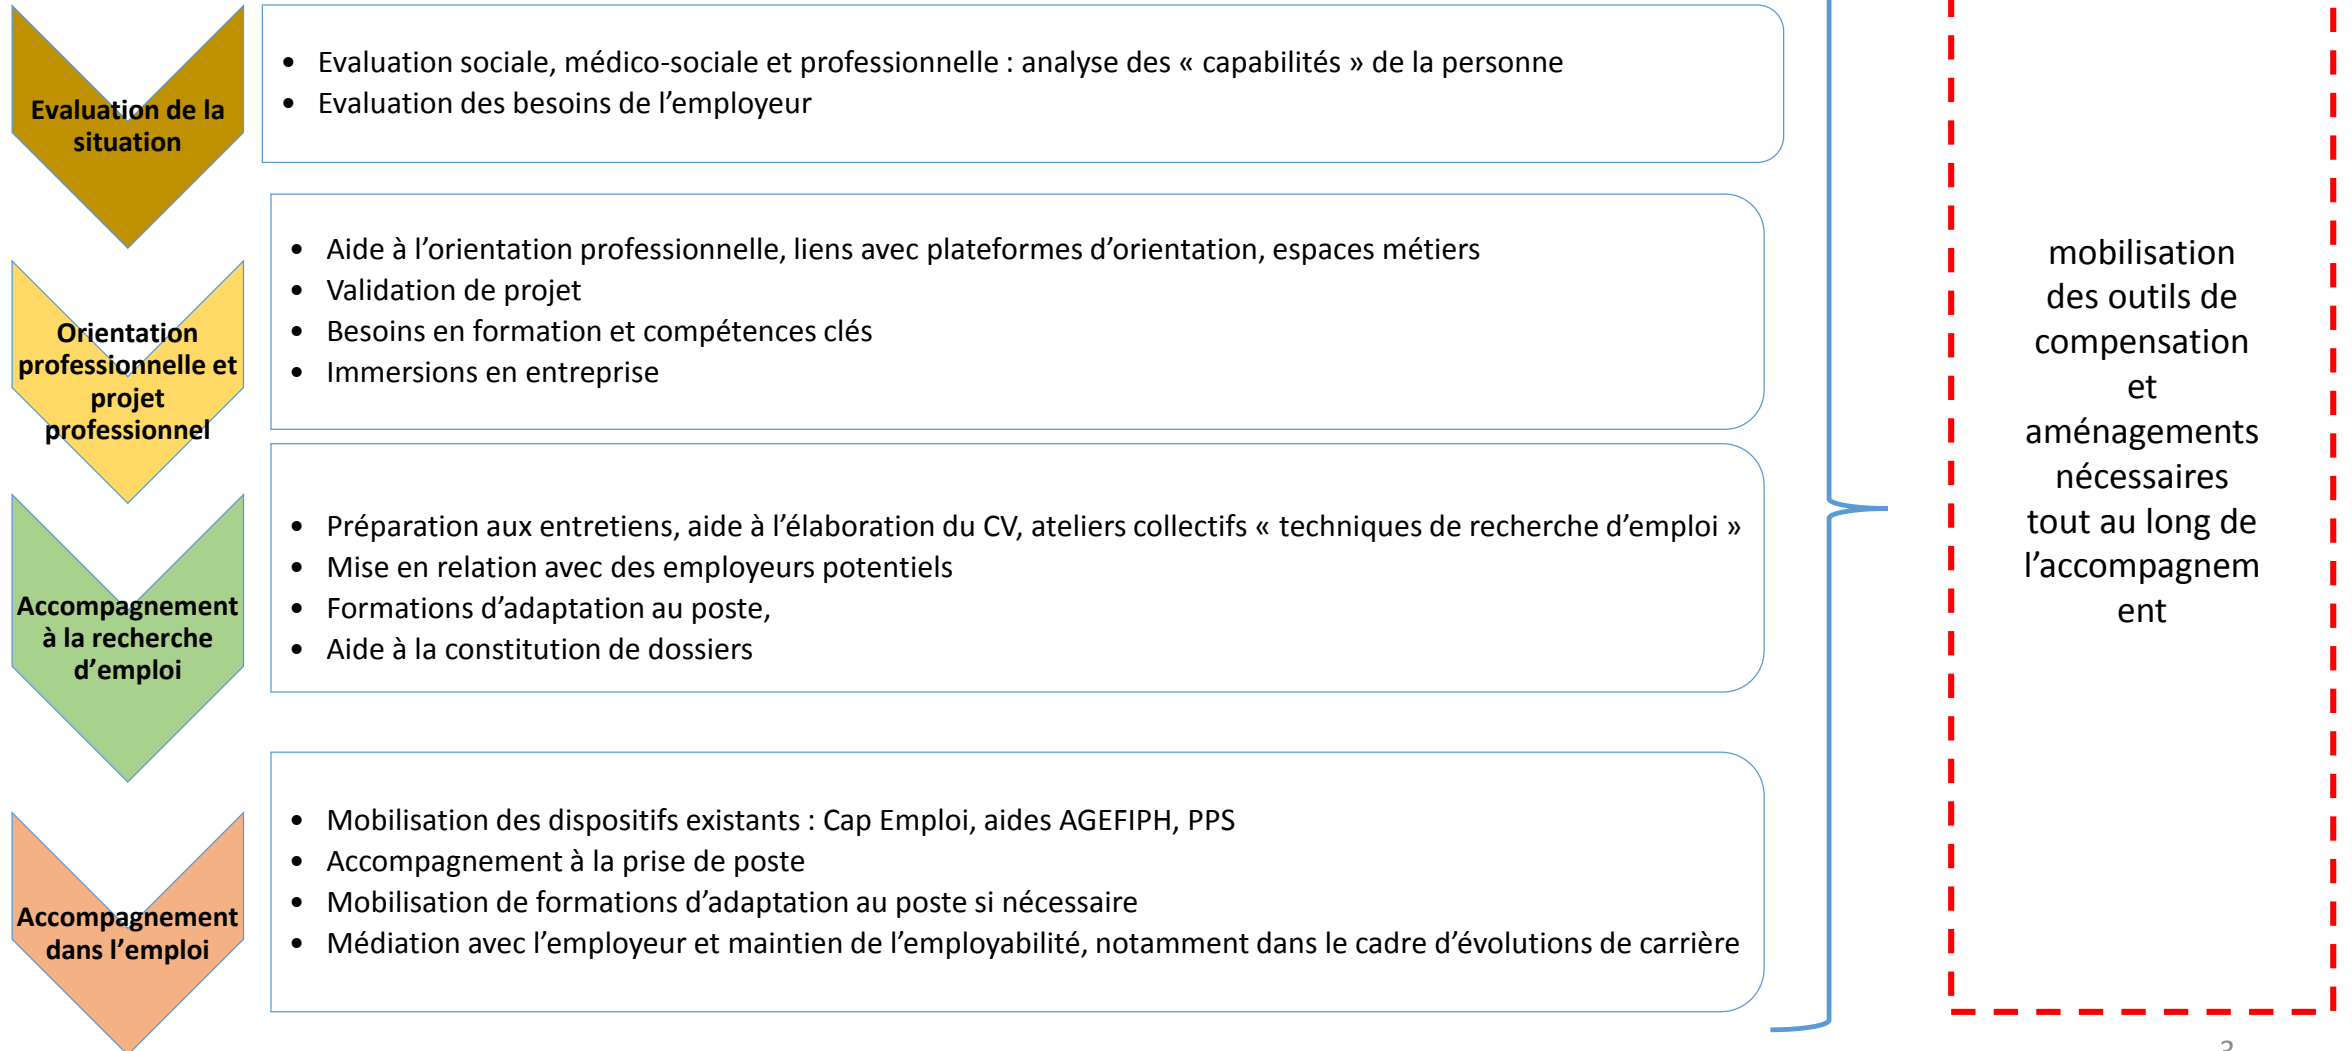 Evaluation de la
situation
• Evaluation sociale, médico-sociale et professionnelle : analyse des « capabilités » de la personne
• Evaluation des besoins de l’employeur
Orientation
professionnelle et
projet
professionnel
• Aide à l’orientation professionnelle, liens avec plateformes d’orientation, espaces métiers
• Validation de projet
• Besoins en formation et compétences clés
• Immersions en entreprise
Accompagnement
à la recherche
d’emploi
• Préparation aux entretiens, aide à l’élaboration du CV, ateliers collectifs « techniques de recherche d’emploi »
• Mise en relation avec des employeurs potentiels
• Formations d’adaptation au poste,
• Aide à la constitution de dossiers
Accompagnement
dans l’emploi
• Mobilisation des dispositifs existants : Cap Emploi, aides AGEFIPH, PPS
• Accompagnement à la prise de poste
• Mobilisation de formations d’adaptation au poste si nécessaire
• Médiation avec l’employeur et maintien de l’employabilité, notamment dans le cadre d’évolutions de carrière
mobilisation
des outils de
compensation
et
aménagements
nécessaires
tout au long de
l’accompagnem
ent
3